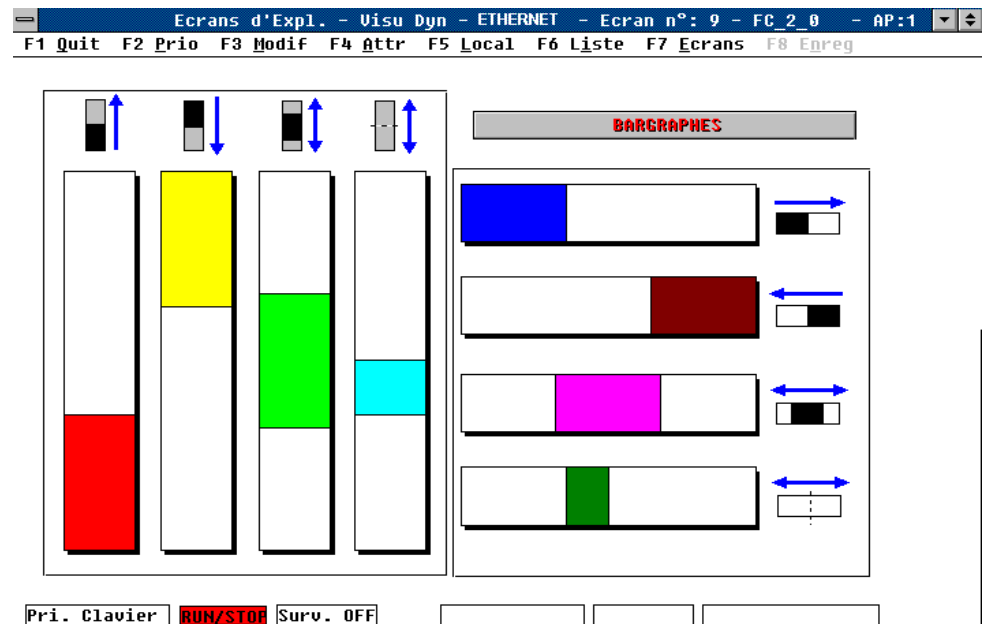 Ecrans d'Expl. - Visu Dyn - ETHERNET - Ecran n°: 9 - FC_2_0 - AP:1
F1 Quit F2 Prio F3 Modif F4 Attr F5 Local F6 Liste F7 Ecrans F8 Enreg
BARGRAPHES
Pri. Clavier RUN/STOP Surv. OFF